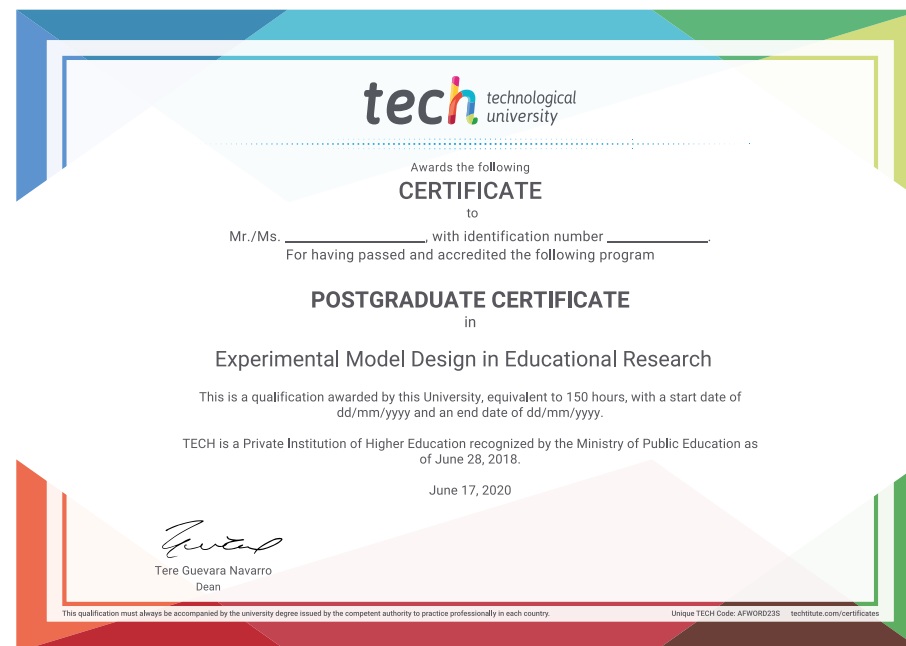 tech technological
university
Awards the following
CERTIFICATE
to
Mr./Ms. ____________________, with identification number __________________.
For having passed and accredited the following program
POSTGRADUATE CERTIFICATE
in
Experimental Model Design in Educational Research
This is a qualification awarded by this University, equivalent to 150 hours, with a start date of
dd/mm/yyyy and an end date of dd/mm/yyyy.
TECH is a Private Institution of Higher Education recognized by the Ministry of Public Education as
of June 28, 2018.
June 17, 2020
Tere Guevara Navarro
Dean
This qualification must always be accompanied by the university degree issued by the competent authority to practice professionally in each country. Unique TECH Code: AFWORD23S techtitute.com/certificates